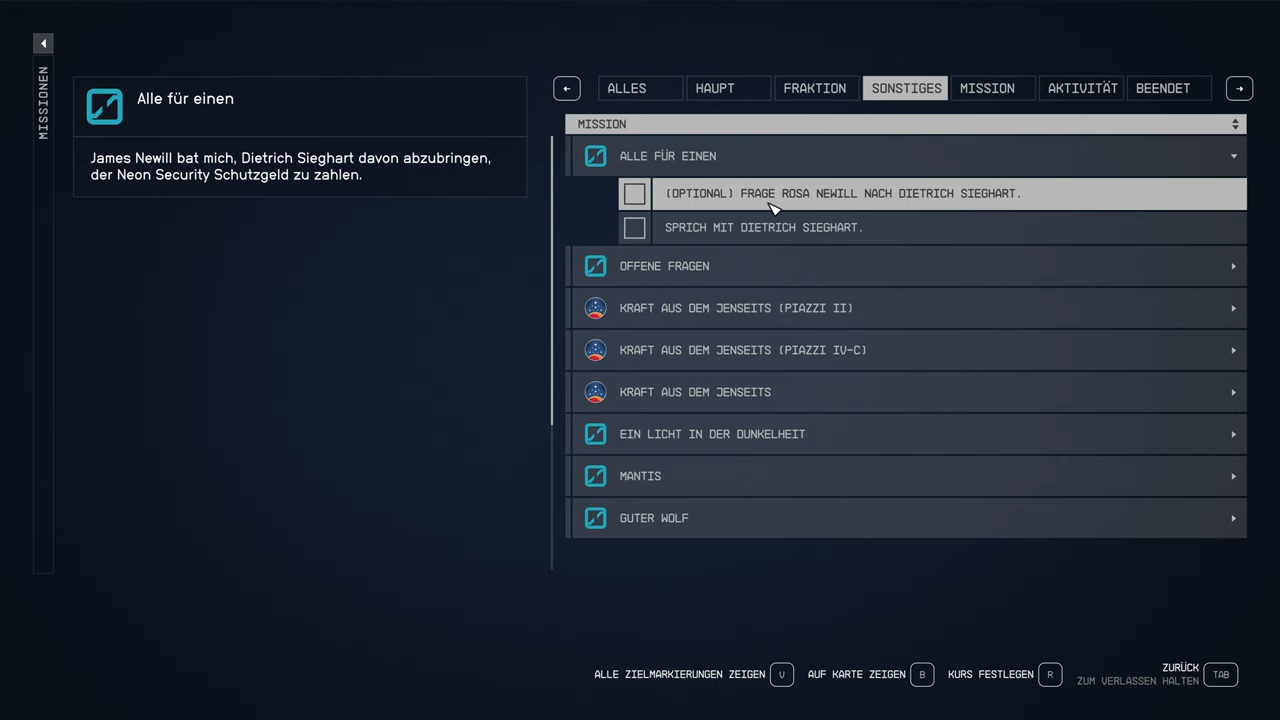 MISSIONEN
Alle für einen
James Newill bat mich, Dietrich Sieghart davon abzubringen,
der Neon Security Schutzgeld zu zahlen.
ALLES HAUPT FRAKTION SONSTIGES MISSION AKTIVITÄT BEENDET
MISSION
ALLE FÜR EINEN
(OPTIONAL) FRAGE ROSA NEWILL NACH DIETRICH SIEGHART.
SPRICH MIT DIETRICH SIEGHART.
OFFENE FRAGEN
KRAFT AUS DEM JENSEITS (PIAZZI II)
KRAFT AUS DEM JENSEITS (PIAZZI IV-C)
KRAFT AUS DEM JENSEITS
EIN LICHT IN DER DUNKELHEIT
MANTIS
GUTER WOLF
ALLE ZIELMARKIERUNGEN ZEIGEN V AUF KARTE ZEIGEN B KURS FESTLEGEN R ZURÜCK TAB
ZUM VERLASSEN HALTEN